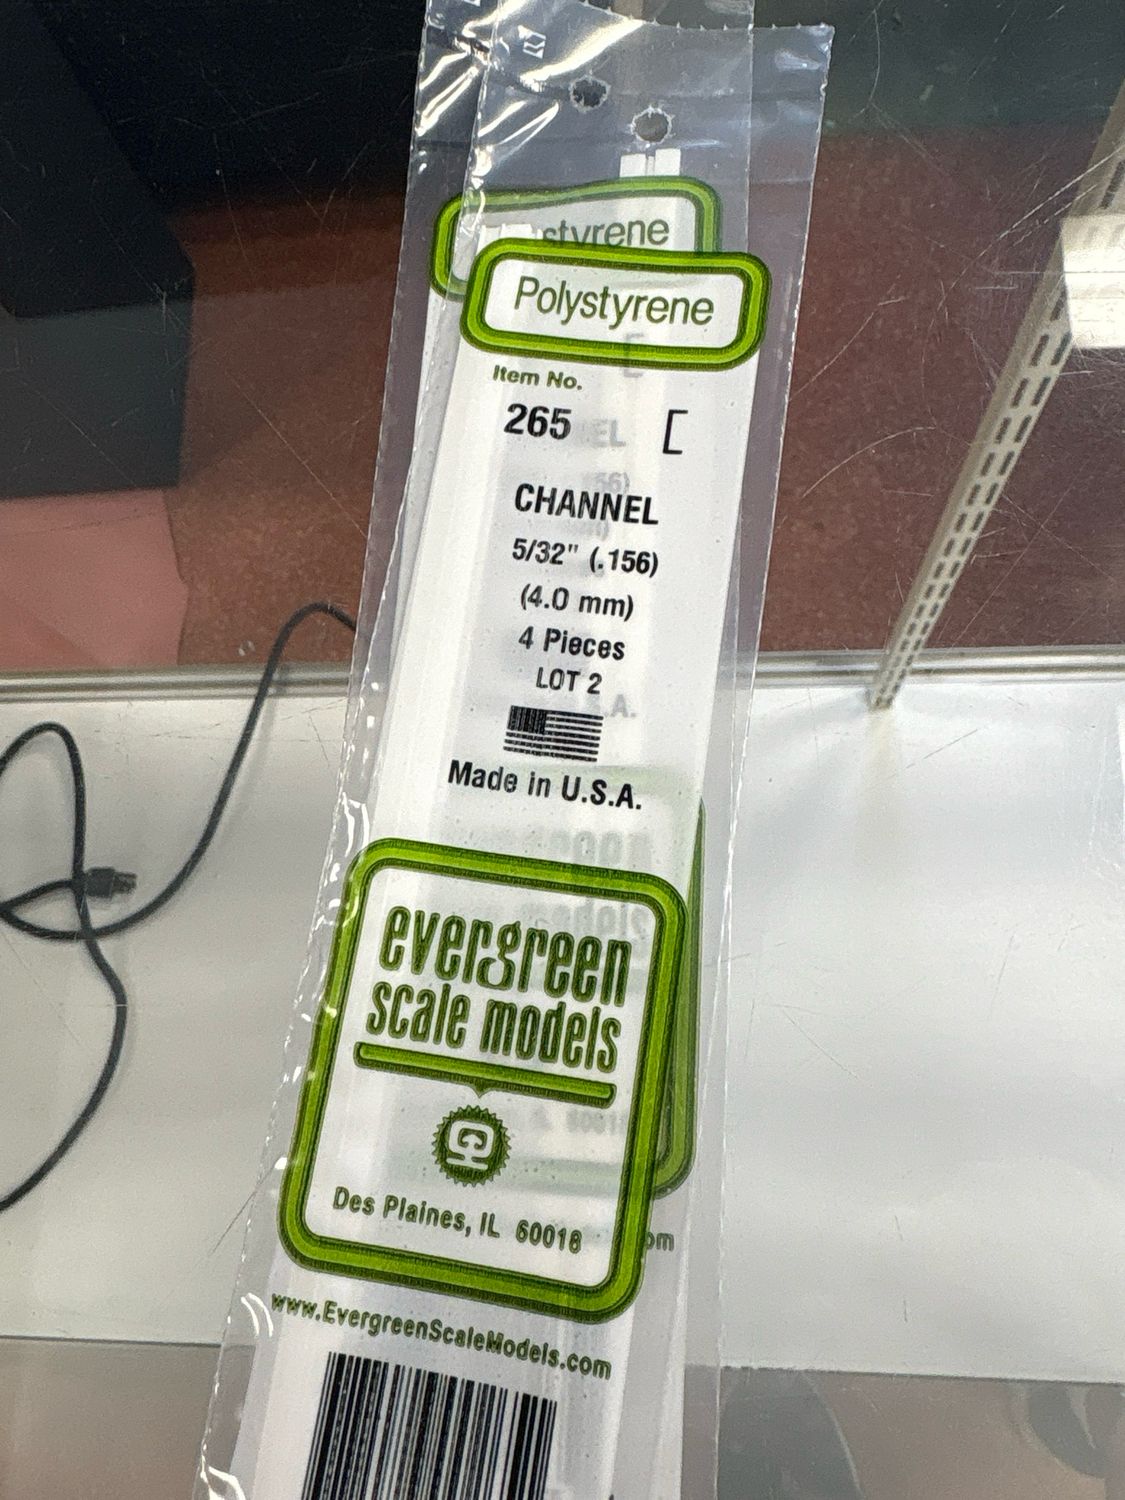 styrene
Polystyrene
Item No.
265
CHANNEL
5/32" (.156)
(4.0 mm)
4 Pieces
LOT 2
Made in U.S.A.
evergreen
scale models
Des Plaines, IL 60018
www.EvergreenScaleModels.com